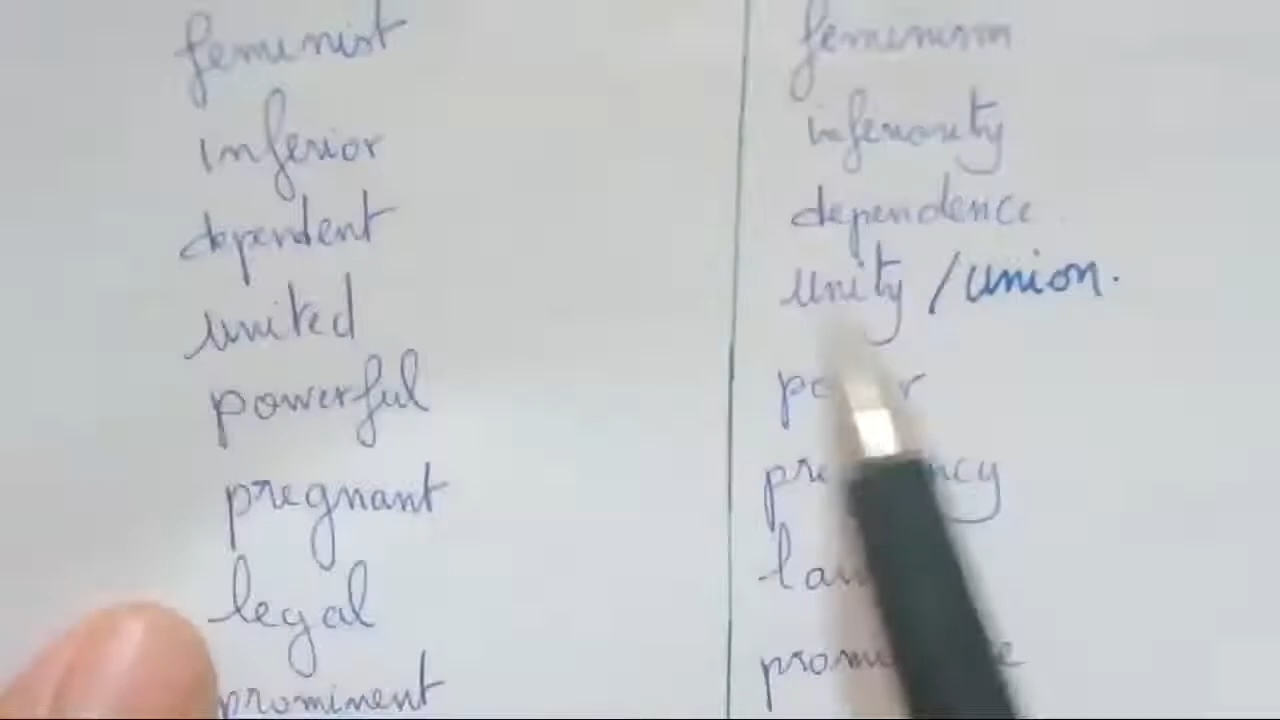 feminist feminism
inferior inferiority
dependent dependence
united unity / union.
powerful
pregnant
legal
prominent